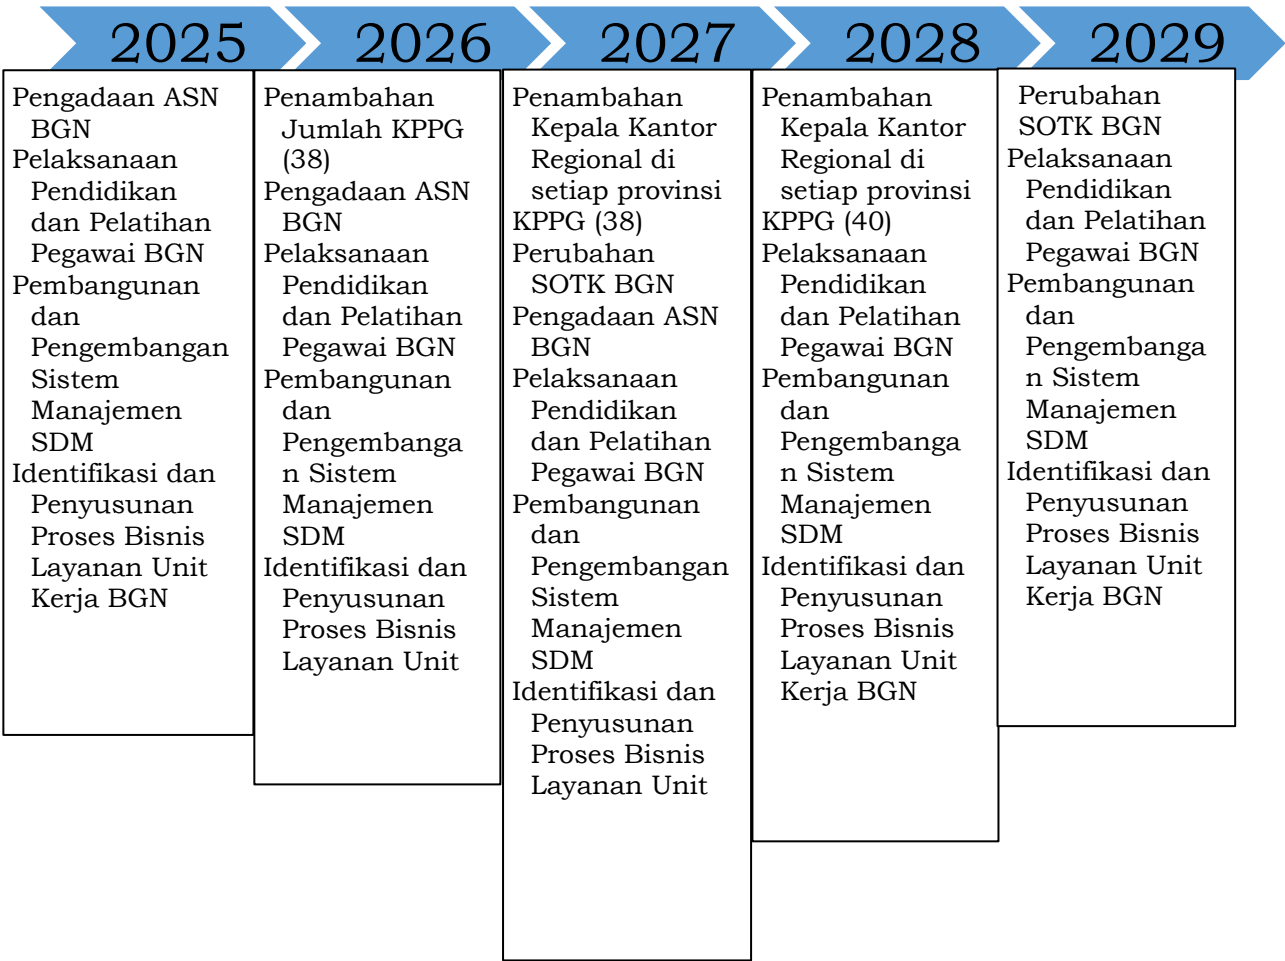 2025
2026
2027
2028
2029
Pengadaan ASN
BGN
Pelaksanaan
Pendidikan
dan Pelatihan
Pegawai BGN
Pembangunan
dan
Pengembangan
Sistem
Manajemen
SDM
Identifikasi dan
Penyusunan
Proses Bisnis
Layanan Unit
Kerja BGN
Penambahan
Jumlah KPPG
(38)
Pengadaan ASN
BGN
Pelaksanaan
Pendidikan
dan Pelatihan
Pegawai BGN
Pembangunan
dan
Pengembanga
n Sistem
Manajemen
SDM
Identifikasi dan
Penyusunan
Proses Bisnis
Layanan Unit
Penambahan
Kepala Kantor
Regional di
setiap provinsi
KPPG (38)
Perubahan
SOTK BGN
Pengadaan ASN
BGN
Pelaksanaan
Pendidikan
dan Pelatihan
Pegawai BGN
Pembangunan
dan
Pengembangan
Sistem
Manajemen
SDM
Identifikasi dan
Penyusunan
Proses Bisnis
Layanan Unit
Penambahan
Kepala Kantor
Regional di
setiap provinsi
KPPG (40)
Pelaksanaan
Pendidikan
dan Pelatihan
Pegawai BGN
Pembangunan
dan
Pengembanga
n Sistem
Manajemen
SDM
Identifikasi dan
Penyusunan
Proses Bisnis
Layanan Unit
Kerja BGN
Perubahan
SOTK BGN
Pelaksanaan
Pendidikan
dan Pelatihan
Pegawai BGN
Pembangunan
dan
Pengembanga
n Sistem
Manajemen
SDM
Identifikasi dan
Penyusunan
Proses Bisnis
Layanan Unit
Kerja BGN